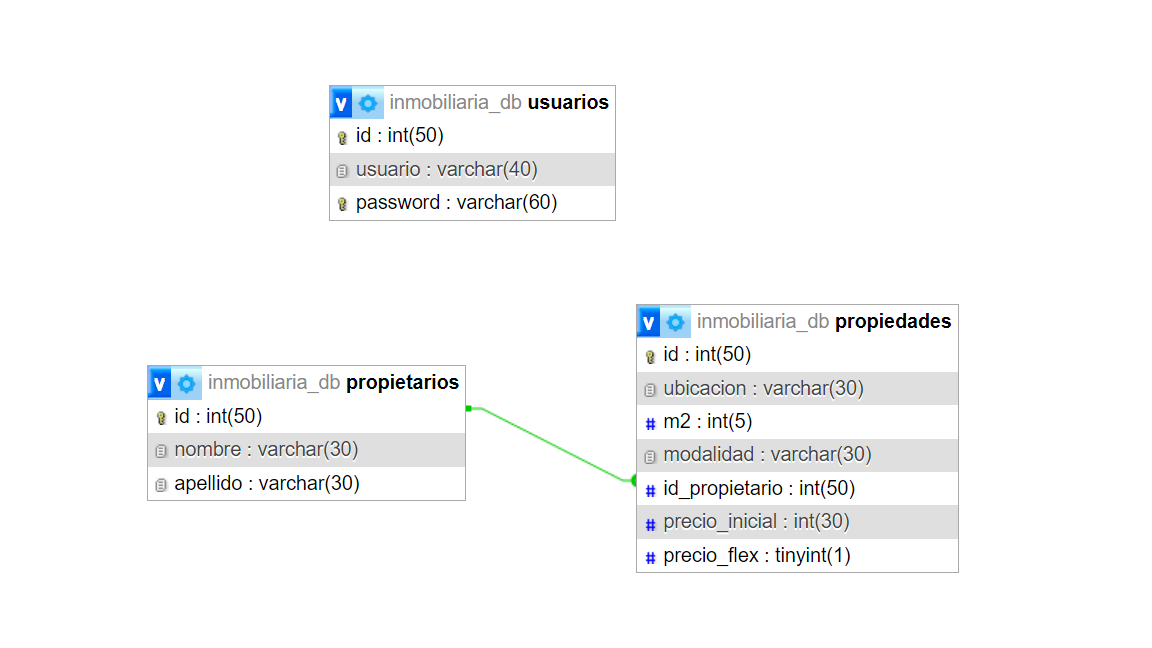 inmobiliaria_db usuarios
id : int(50)
usuario : varchar(40)
password : varchar(60)
inmobiliaria_db propietarios
id : int(50)
nombre : varchar(30)
apellido : varchar(30)
inmobiliaria_db propiedades
id : int(50)
ubicacion : varchar(30)
m2 : int(5)
modalidad : varchar(30)
id_propietario : int(50)
precio_inicial : int(30)
precio_flex : tinyint(1)